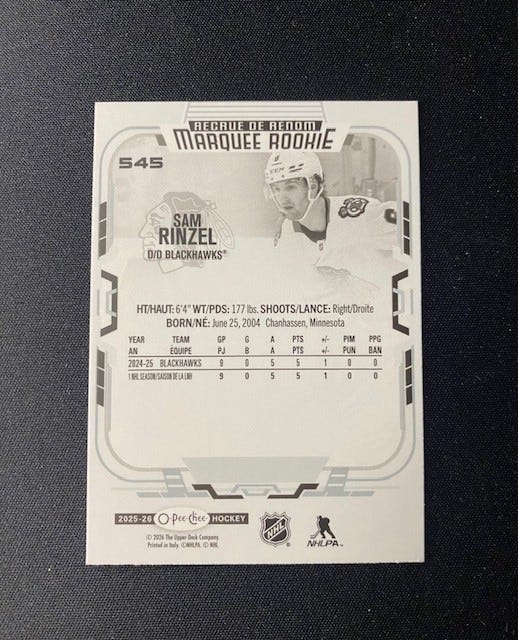 RECRUE DE RENOM
MARQUEE ROOKIE
545
SAM
RINZEL
D/D BLACKHAWKS®
HT/HAUT: 6'4" WT/PDS: 177 lbs. SHOOTS/LANCE: Right/Droite
BORN/NÉ: June 25, 2004 Chanhassen, Minnesota
YEAR TEAM GP G A PTS +/- PIM PPG
AN ÉQUIPE PJ B A PTS +/- PUN BAN
2024-25 BLACKHAWKS 9 0 5 5 1 0 0
1 NHL SEASON/SAISON DE LA LNH 9 0 5 5 1 0 0
2025-26 O-Pee-Chee HOCKEY
NHL
NHLPA
© 2026 The Upper Deck Company.
Printed in Italy. ©NHLPA. © NHL